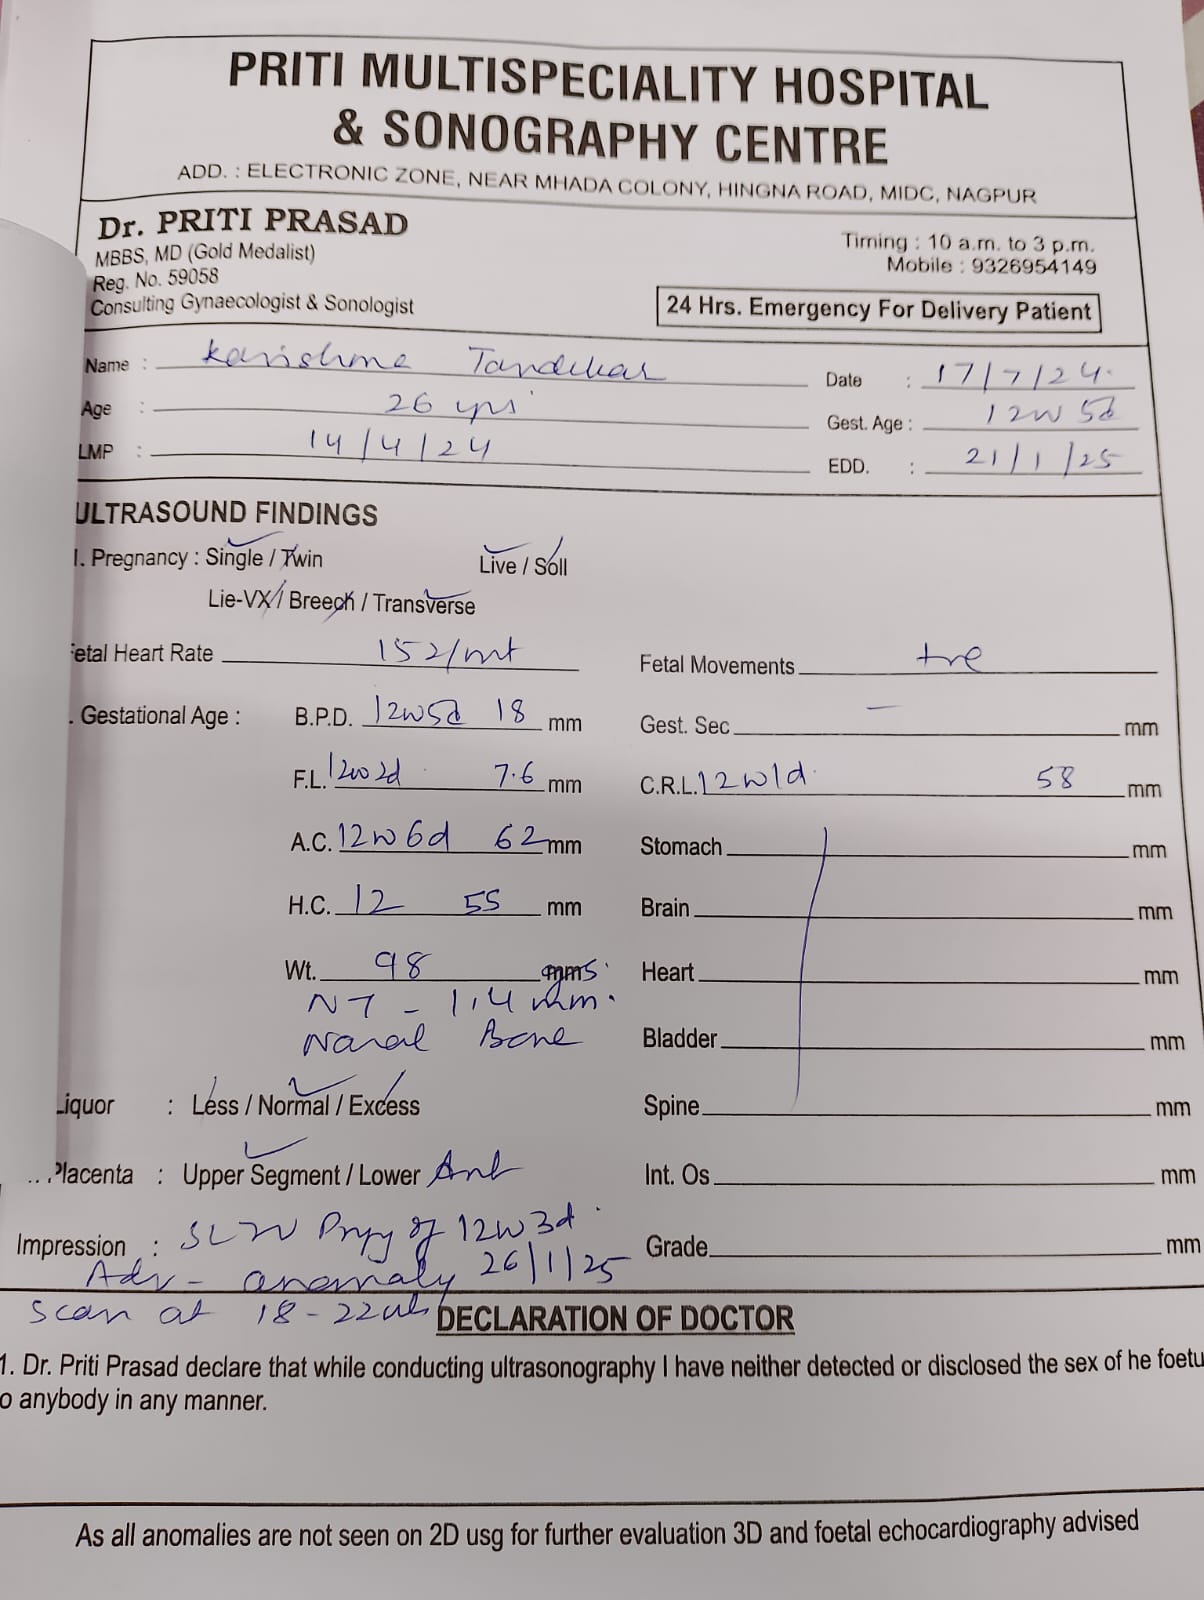 PRITI MULTISPECIALITY HOSPITAL
& SONOGRAPHY CENTRE
ADD. : ELECTRONIC ZONE, NEAR MHADA COLONY, HINGNA ROAD, MIDC, NAGPUR
Dr. PRITI PRASAD
MBBS, MD (Gold Medalist)
Reg. No. 59058
Consulting Gynaecologist & Sonologist
Timing : 10 a.m. to 3 p.m.
Mobile : 9326954149
24 Hrs. Emergency For Delivery Patient
Name : Karishma
Date : 17/7/24.
Age : 26 yrs
Gest. Age : 12w 5d
LMP : 14/4/24
EDD. : 21/1/25
ULTRASOUND FINDINGS
1. Pregnancy : Single / Twin Live / Soll
Lie-VX / Breech / Transverse
Fetal Heart Rate 152/mt Fetal Movements +ve
. Gestational Age : B.P.D. 12w5d 18 mm Gest. Sec — mm
F.L. 12w2d 7.6 mm C.R.L. 12w1d 58 mm
A.C. 12w6d 62 mm Stomach mm
H.C. 12 55 mm Brain mm
Wt. 98 gms Heart mm
NT - 1.4 mm.
Nasal Bone Bladder mm
Liquor : Less / Normal / Excess Spine mm
Placenta : Upper Segment / Lower Ant Int. Os mm
Impression : Pregy of 12w3d Grade mm
Adv - anomaly 26/1/25
scan at 18-22
DECLARATION OF DOCTOR
1. Dr. Priti Prasad declare that while conducting ultrasonography I have neither detected or disclosed the sex of he foetu
o anybody in any manner.
As all anomalies are not seen on 2D usg for further evaluation 3D and foetal echocardiography advised